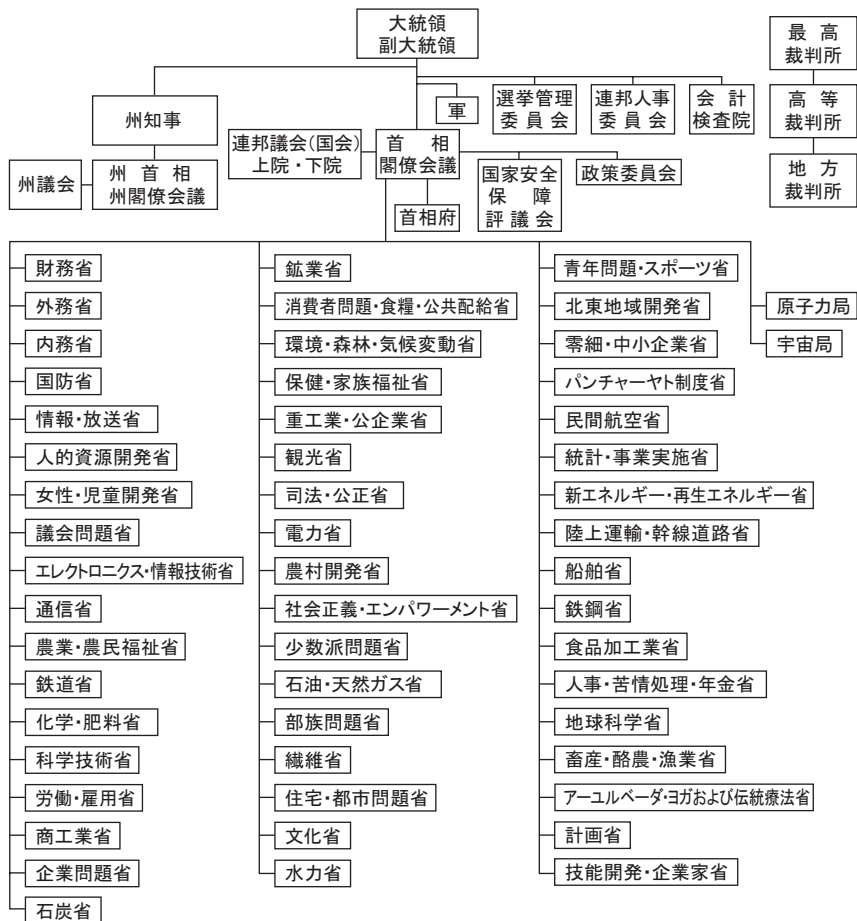 大統領
副大統領
最高
裁判所
州知事
軍
選挙管理
委員会
連邦人事
委員会
会計
検査院
高等
裁判所
州議会
州首相
州閣僚会議
連邦議会(国会)
上院・下院
首相
閣僚会議
国家安全
保障
評議会
政策委員会
地方
裁判所
首相府
財務省
外務省
内務省
国防省
情報・放送省
人的資源開発省
女性・児童開発省
議会問題省
エレクトロニクス・情報技術省
通信省
農業・農民福祉省
鉄道省
化学・肥料省
科学技術省
労働・雇用省
商工業省
企業問題省
石炭省
鉱業省
消費者問題・食糧・公共配給省
環境・森林・気候変動省
保健・家族福祉省
重工業・公企業省
観光省
司法・公正省
電力省
農村開発省
社会正義・エンパワーメント省
少数派問題省
石油・天然ガス省
部族問題省
繊維省
住宅・都市問題省
文化省
水力省
青年問題・スポーツ省
北東地域開発省
零細・中小企業省
パンチャーヤト制度省
民間航空省
統計・事業実施省
新エネルギー・再生エネルギー省
陸上運輸・幹線道路省
船舶省
鉄鋼省
食品加工業省
人事・苦情処理・年金省
地球科学省
畜産・酪農・漁業省
アーユルベーダ・ヨガおよび伝統療法省
計画省
技能開発・企業家省
原子力局
宇宙局